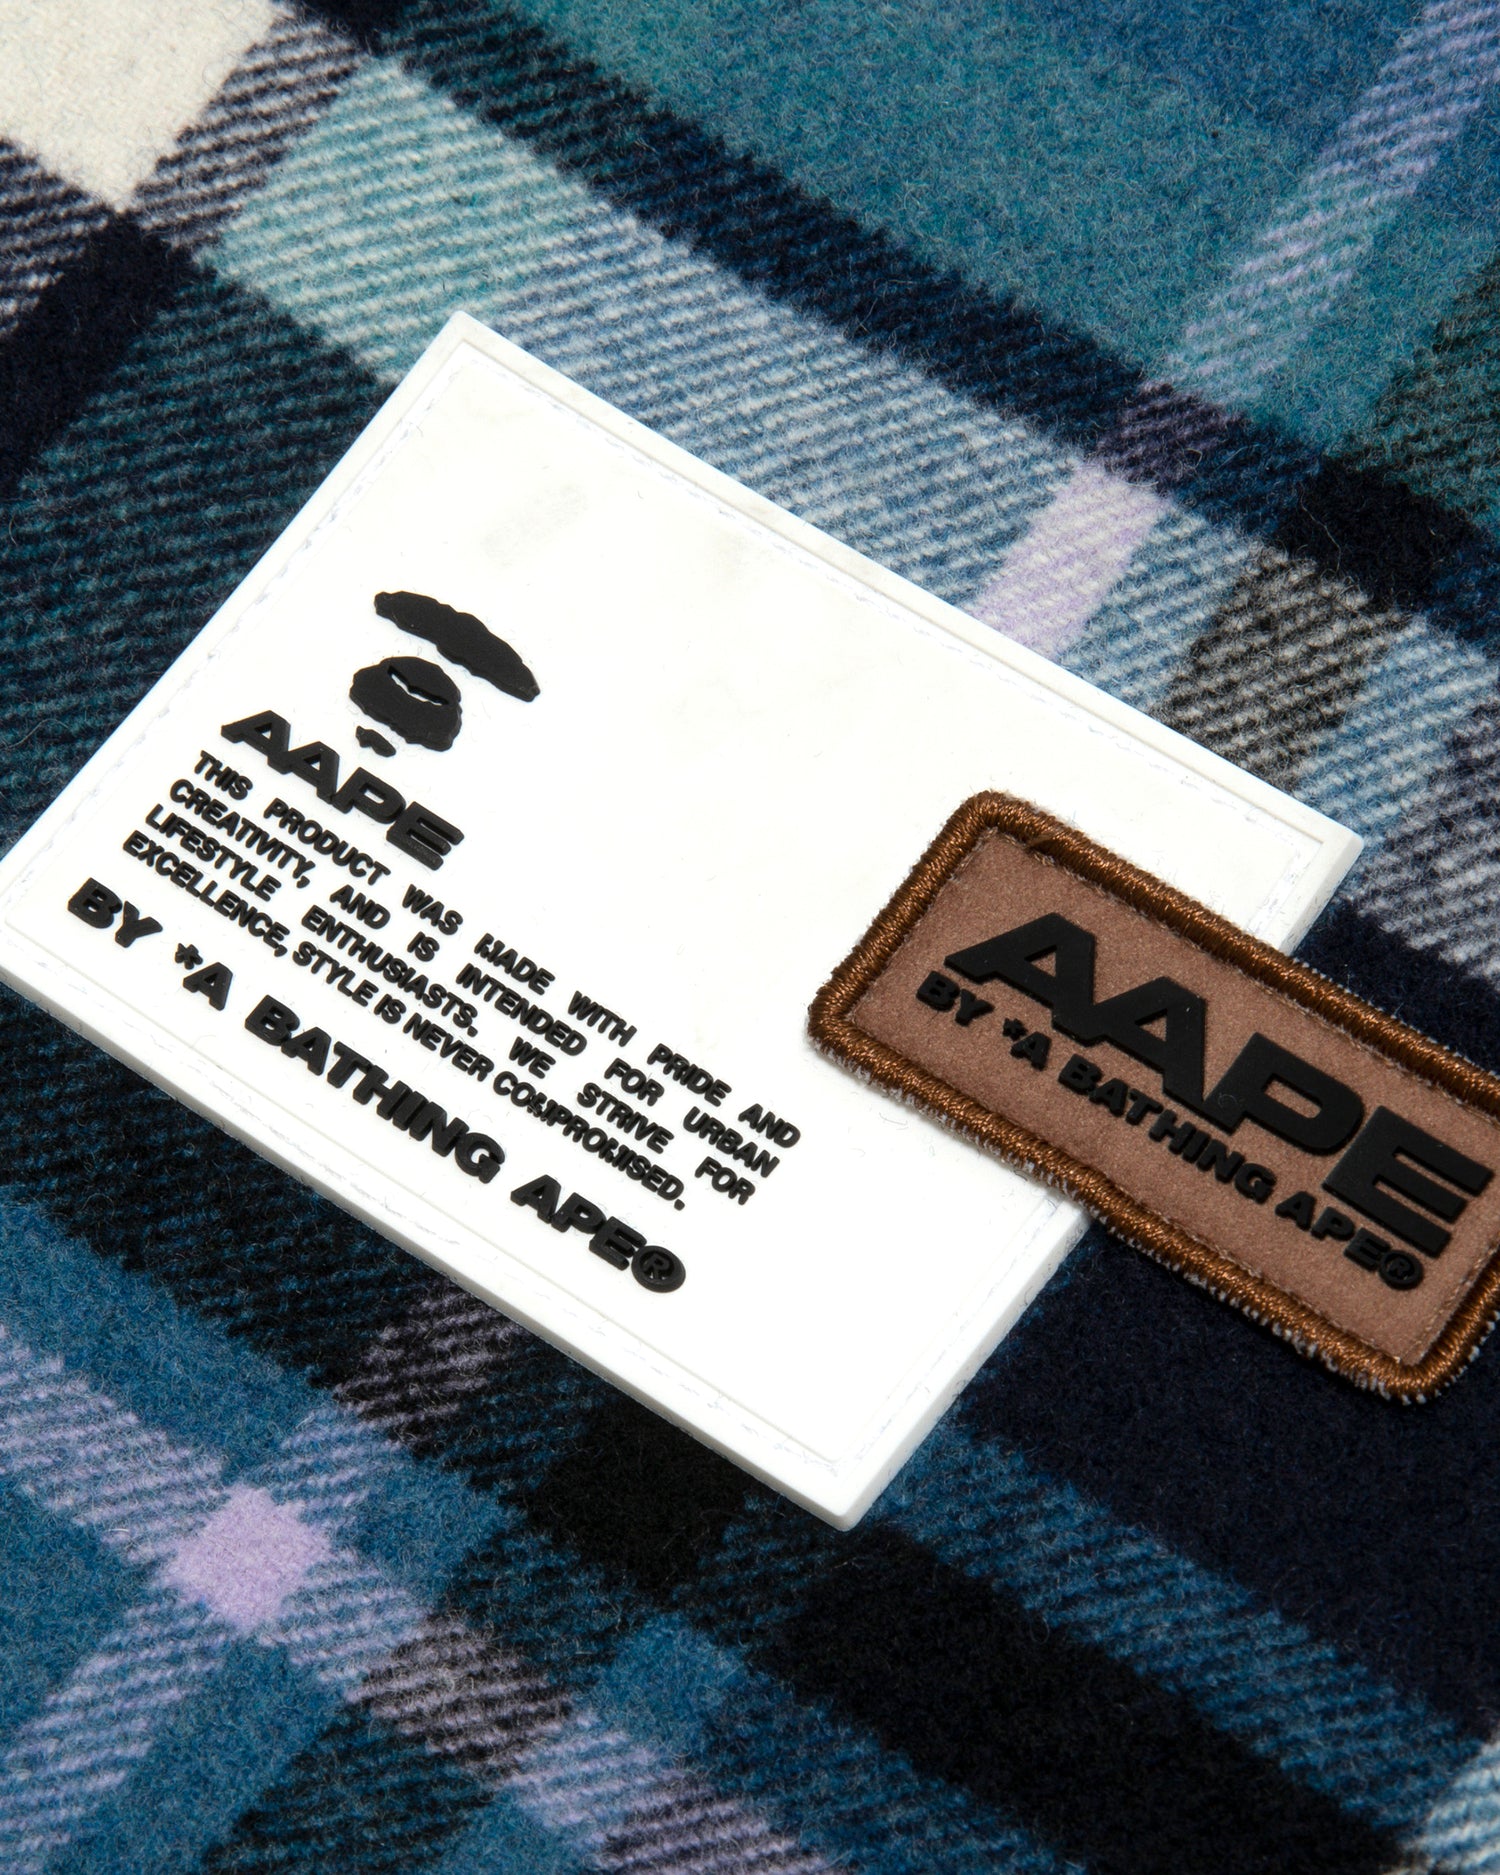 AAPE
THIS PRODUCT WAS MADE WITH PRIDE AND
CREATIVITY, AND IS INTENDED FOR URBAN
LIFESTYLE ENTHUSIASTS. WE STRIVE FOR
EXCELLENCE, STYLE IS NEVER COMPROMISED.
BY *A BATHING APE®
AAPE
BY *A BATHING APE®